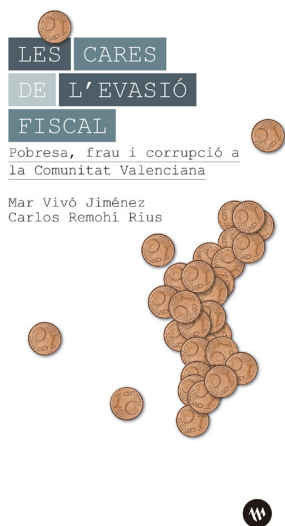 LES CARES
DE L'EVASIÓ
FISCAL
Pobresa, frau i corrupció a
la Comunitat Valenciana
Mar Vivó Jiménez
Carlos Remohí Rius